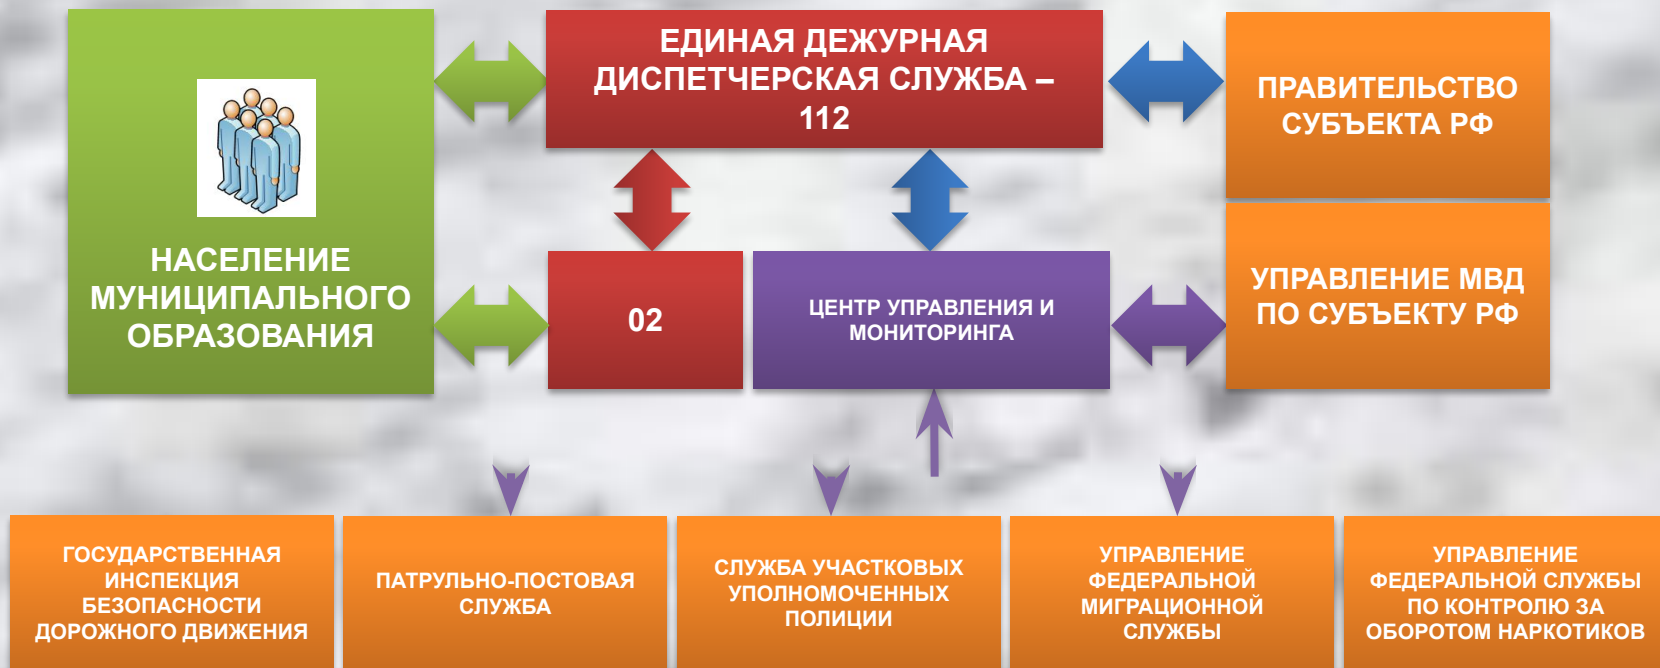 ЕДИНАЯ ДЕЖУРНАЯ
ДИСПЕТЧЕРСКАЯ СЛУЖБА –
112
ПРАВИТЕЛЬСТВО
СУБЪЕКТА РФ
НАСЕЛЕНИЕ
МУНИЦИПАЛЬНОГО
ОБРАЗОВАНИЯ
02
ЦЕНТР УПРАВЛЕНИЯ И
МОНИТОРИНГА
УПРАВЛЕНИЕ МВД
ПО СУБЪЕКТУ РФ
ГОСУДАРСТВЕННАЯ
ИНСПЕКЦИЯ
БЕЗОПАСНОСТИ
ДОРОЖНОГО ДВИЖЕНИЯ
ПАТРУЛЬНО-ПОСТОВАЯ
СЛУЖБА
СЛУЖБА УЧАСТКОВЫХ
УПОЛНОМОЧЕННЫХ
ПОЛИЦИИ
УПРАВЛЕНИЕ
ФЕДЕРАЛЬНОЙ
МИГРАЦИОННОЙ
СЛУЖБЫ
УПРАВЛЕНИЕ
ФЕДЕРАЛЬНОЙ СЛУЖБЫ
ПО КОНТРОЛЮ ЗА
ОБОРОТОМ НАРКОТИКОВ